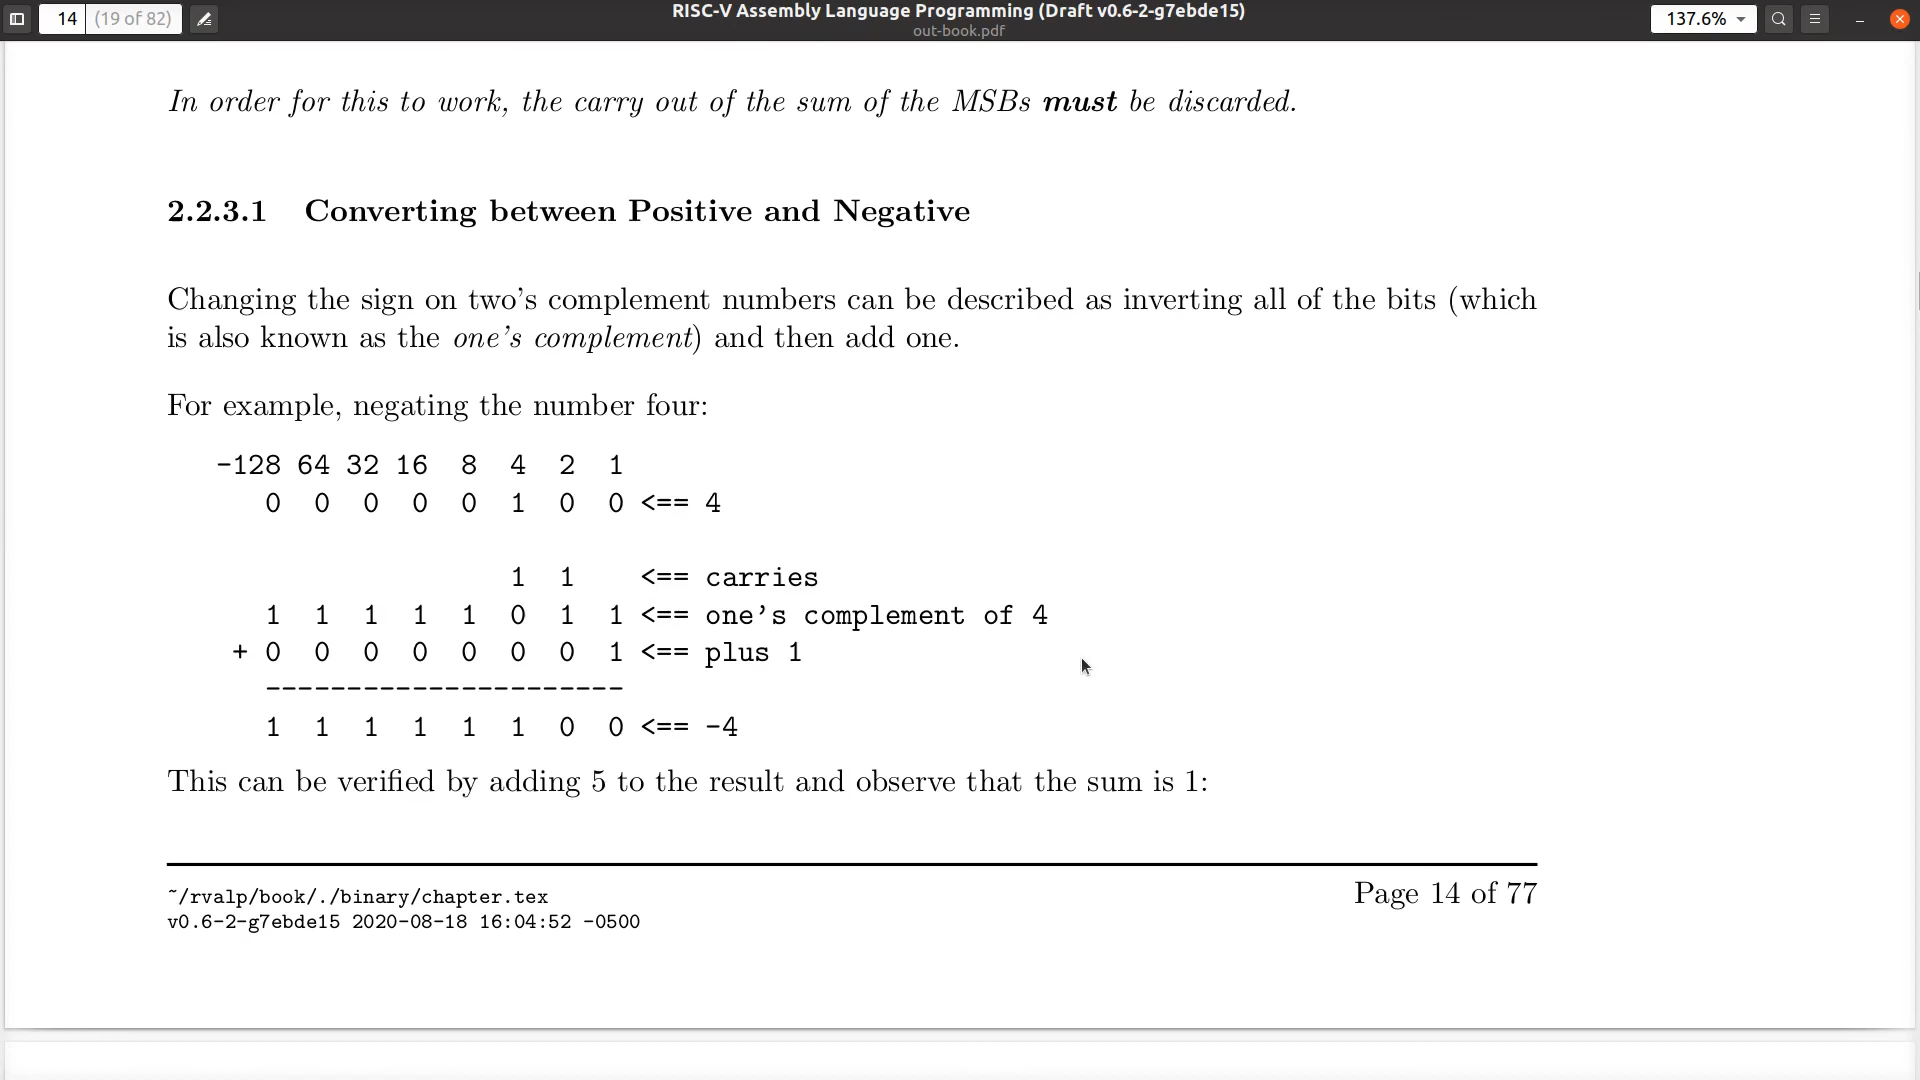 14 (19 of 82)
RISC-V Assembly Language Programming (Draft v0.6-2-g7ebde15)
out-book.pdf
137.6%
In order for this to work, the carry out of the sum of the MSBs must be discarded.
2.2.3.1 Converting between Positive and Negative
Changing the sign on two's complement numbers can be described as inverting all of the bits (which
is also known as the one's complement) and then add one.
For example, negating the number four:
-128 64 32 16 8 4 2 1
0 0 0 0 0 1 0 0 <== 4
1 1 <== carries
1 1 1 1 1 0 1 1 <== one's complement of 4
+ 0 0 0 0 0 0 0 1 <== plus 1
----------------------
1 1 1 1 1 1 0 0 <== -4
This can be verified by adding 5 to the result and observe that the sum is 1:
~/rvalp/book/./binary/chapter.tex
v0.6-2-g7ebde15 2020-08-18 16:04:52 -0500
Page 14 of 77